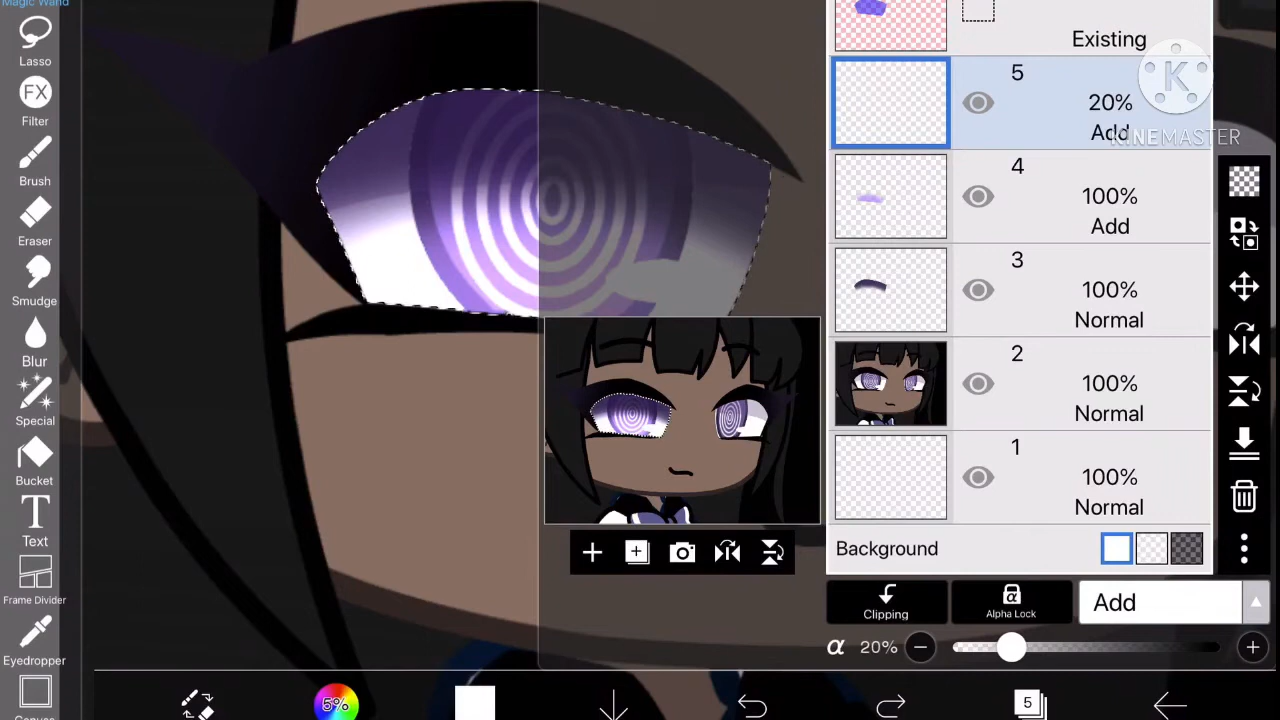 Magic Wand
Lasso
FX
Filter
Brush
Eraser
Smudge
Blur
Special
Bucket
T
Text
Frame Divider
Eyedropper
Canvas
5%
Existing
5
20%
Add
K
KINEMASTER
4
100%
Add
3
100%
Normal
2
100%
Normal
1
100%
Normal
Background
Clipping
α
Alpha Lock
Add
α 20%
5